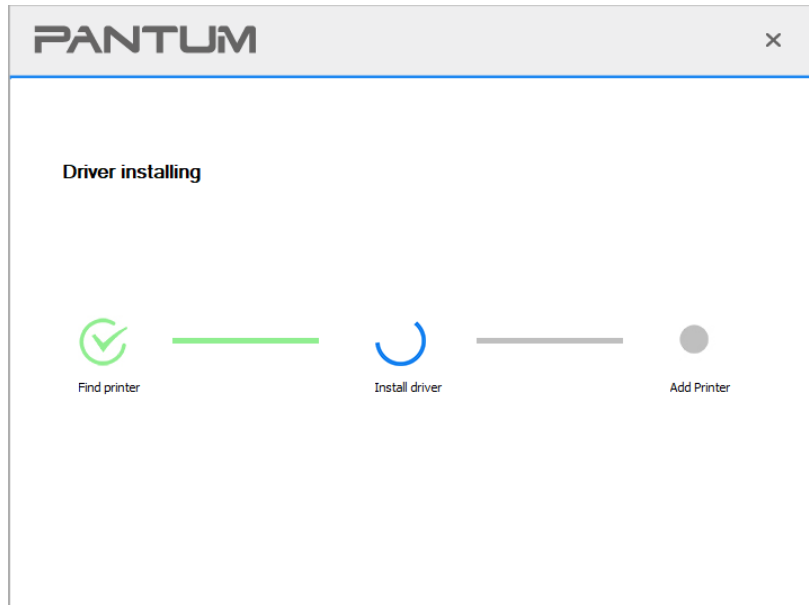 PANTUM
Driver installing
Find printer
Install driver
Add Printer